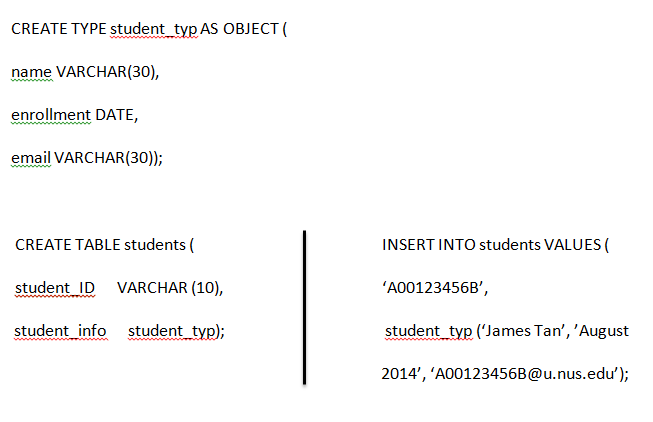 CREATE TYPE student_typ AS OBJECT (
name VARCHAR(30),
enrollment DATE,
email VARCHAR(30));
CREATE TABLE students (
student_ID VARCHAR (10),
student_info student_typ);
INSERT INTO students VALUES (
‘A00123456B’,
student_typ (‘James Tan’, ’August
2014’, ‘A00123456B@u.nus.edu’);